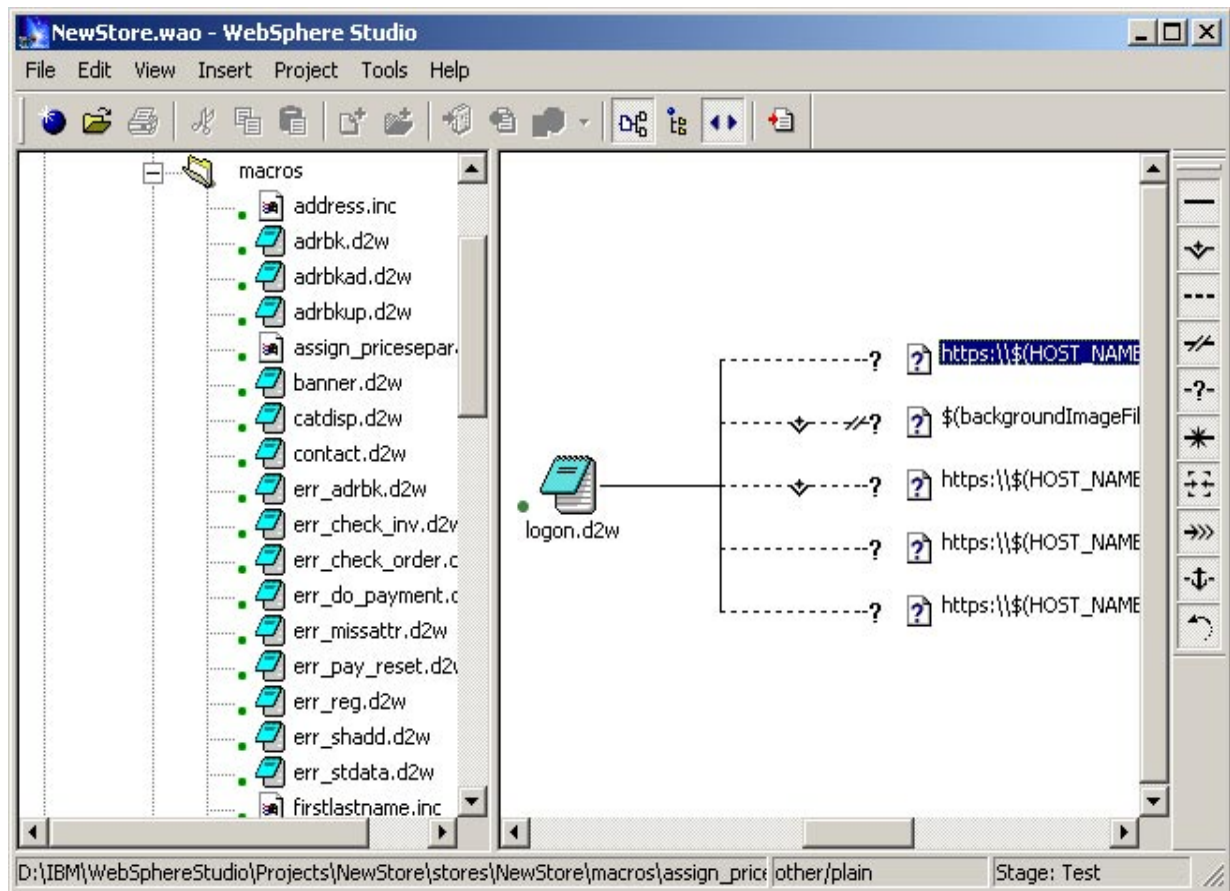 NewStore.wao - WebSphere Studio
File Edit View Insert Project Tools Help
macros
address.inc
adrbk.d2w
adrbkad.d2w
adrbkup.d2w
assign_pricesepar
banner.d2w
catdisp.d2w
contact.d2w
err_adrbk.d2w
err_check_inv.d2w
err_check_order.c
err_do_payment.c
err_missattr.d2w
err_pay_reset.d2w
err_reg.d2w
err_shadd.d2w
err_stdata.d2w
firstlastname.inc
logon.d2w
https:\\$(HOST_NAME
$(backgroundImageFil
https:\\$(HOST_NAME
https:\\$(HOST_NAME
https:\\$(HOST_NAME
D:\IBM\WebSphereStudio\Projects\NewStore\stores\NewStore\macros\assign_price other/plain Stage: Test